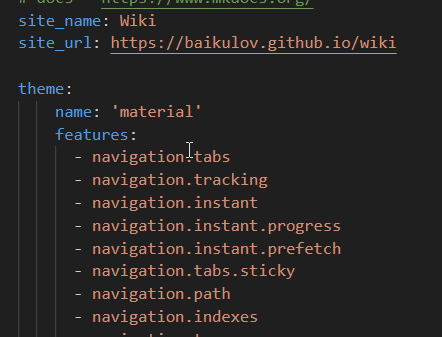 # docs - https://www.mkdocs.org/
site_name: Wiki
site_url: https://baikulov.github.io/wiki
theme:
name: 'material'
features:
- navigation.tabs
- navigation.tracking
- navigation.instant
- navigation.instant.progress
- navigation.instant.prefetch
- navigation.tabs.sticky
- navigation.path
- navigation.indexes